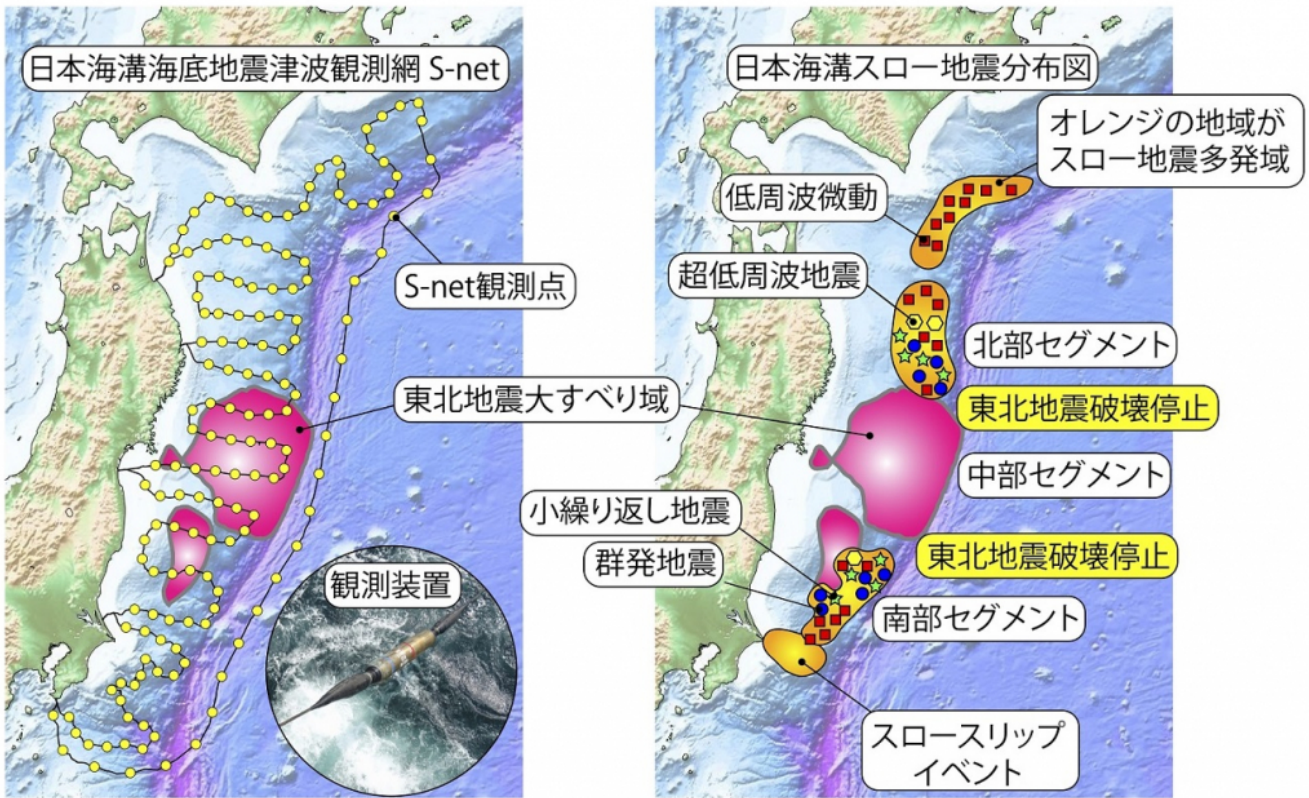 日本海溝海底地震津波観測網 S-net
S-net観測点
東北地震大すべり域
観測装置
日本海溝スロー地震分布図
オレンジの地域が
スロー地震多発域
低周波微動
超低周波地震
北部セグメント
東北地震破壊停止
中部セグメント
小繰り返し地震
群発地震
東北地震破壊停止
南部セグメント
スロースリップ
イベント